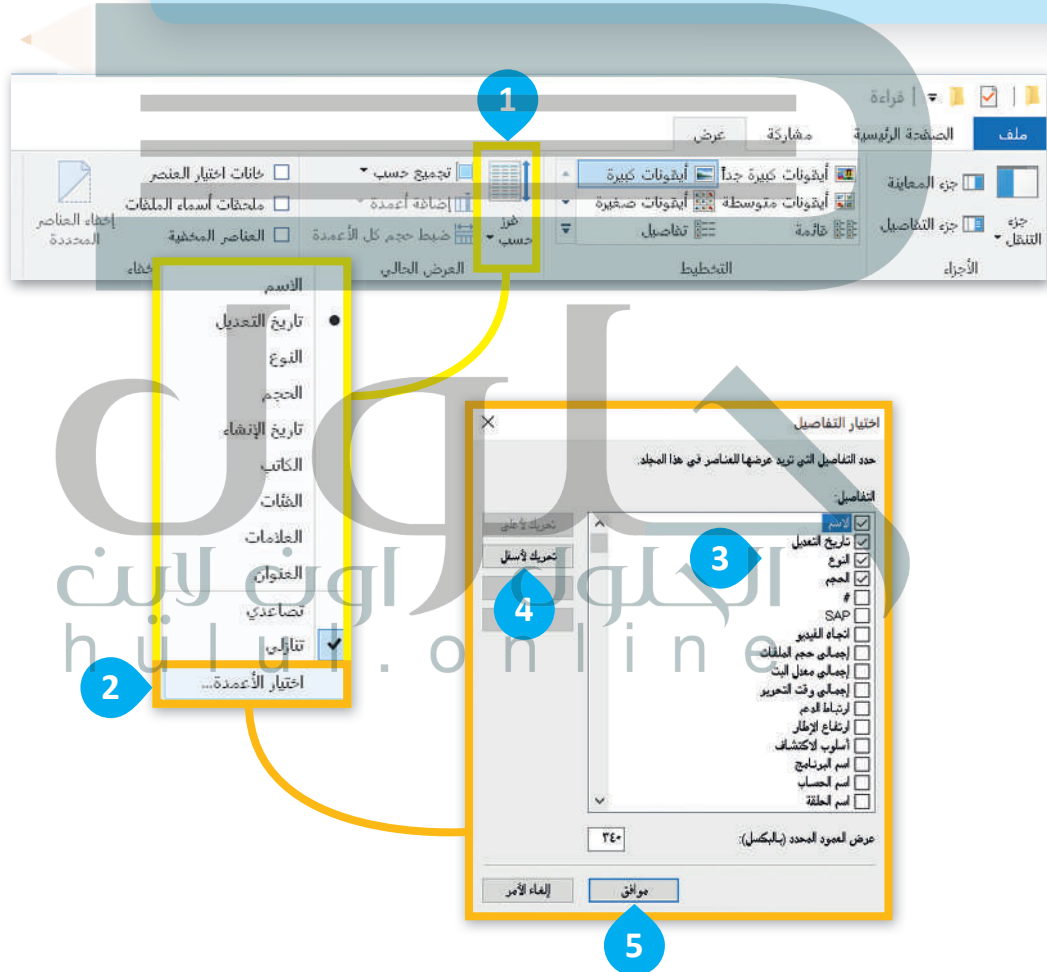 قراءة
ملف
الصفحة الرئيسية
مشاركة
عرض
جزء التنقل
جزء المعاينة
جزء التفاصيل
الأجزاء
أيقونات كبيرة جداً
أيقونات كبيرة
أيقونات متوسطة
أيقونات صغيرة
قائمة
تفاصيل
التخطيط
1
فرز حسب
تجميع حسب
إضافة أعمدة
ضبط حجم كل الأعمدة
العرض الحالي
خانات اختيار العنصر
ملحقات أسماء الملفات
العناصر المخفية
إخفاء العناصر المحددة
الاسم
تاريخ التعديل
النوع
الحجم
تاريخ الإنشاء
الكاتب
الفئات
العلامات
العنوان
تصاعدي
تنازلي
2
اختيار الأعمدة...
اختيار التفاصيل
حدد التفاصيل التي تريد عرضها للعناصر في هذا المجلد.
التفاصيل:
3
الاسم
تاريخ التعديل
النوع
الحجم
#
SAP
اتجاه الفيديو
إجمالي حجم الملفات
إجمالي معدل البت
إجمالي وقت التحرير
ارتباط الدعم
ارتفاع الإطار
أسلوب الاكتشاف
اسم البرنامج
اسم الحساب
اسم الحلقة
تحريك لأعلى
تحريك لأسفل
4
عرض العمود المحدد (بالبكسل):
٣٤٠
موافق
إلغاء الأمر
5
حلول
الحلول اون لاين
hulul.online